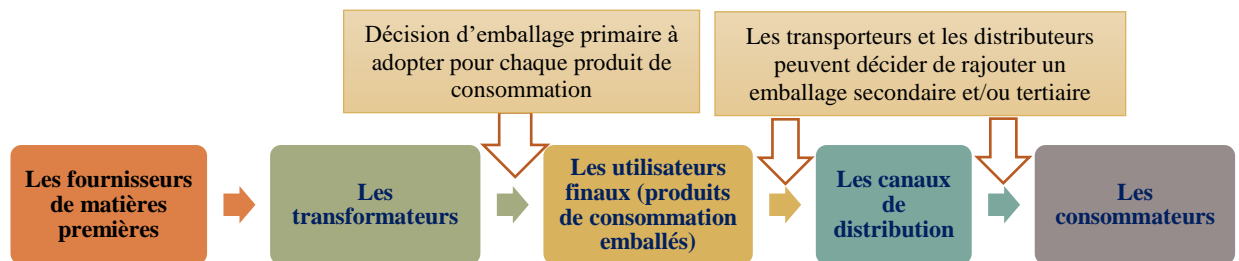 Décision d’emballage primaire à
adopter pour chaque produit de
consommation
Les transporteurs et les distributeurs
peuvent décider de rajouter un
emballage secondaire et/ou tertiaire
Les fournisseurs
de matières
premières
Les
transformateurs
Les utilisateurs
finaux (produits
de consommation
emballés)
Les canaux
de
distribution
Les
consommateurs